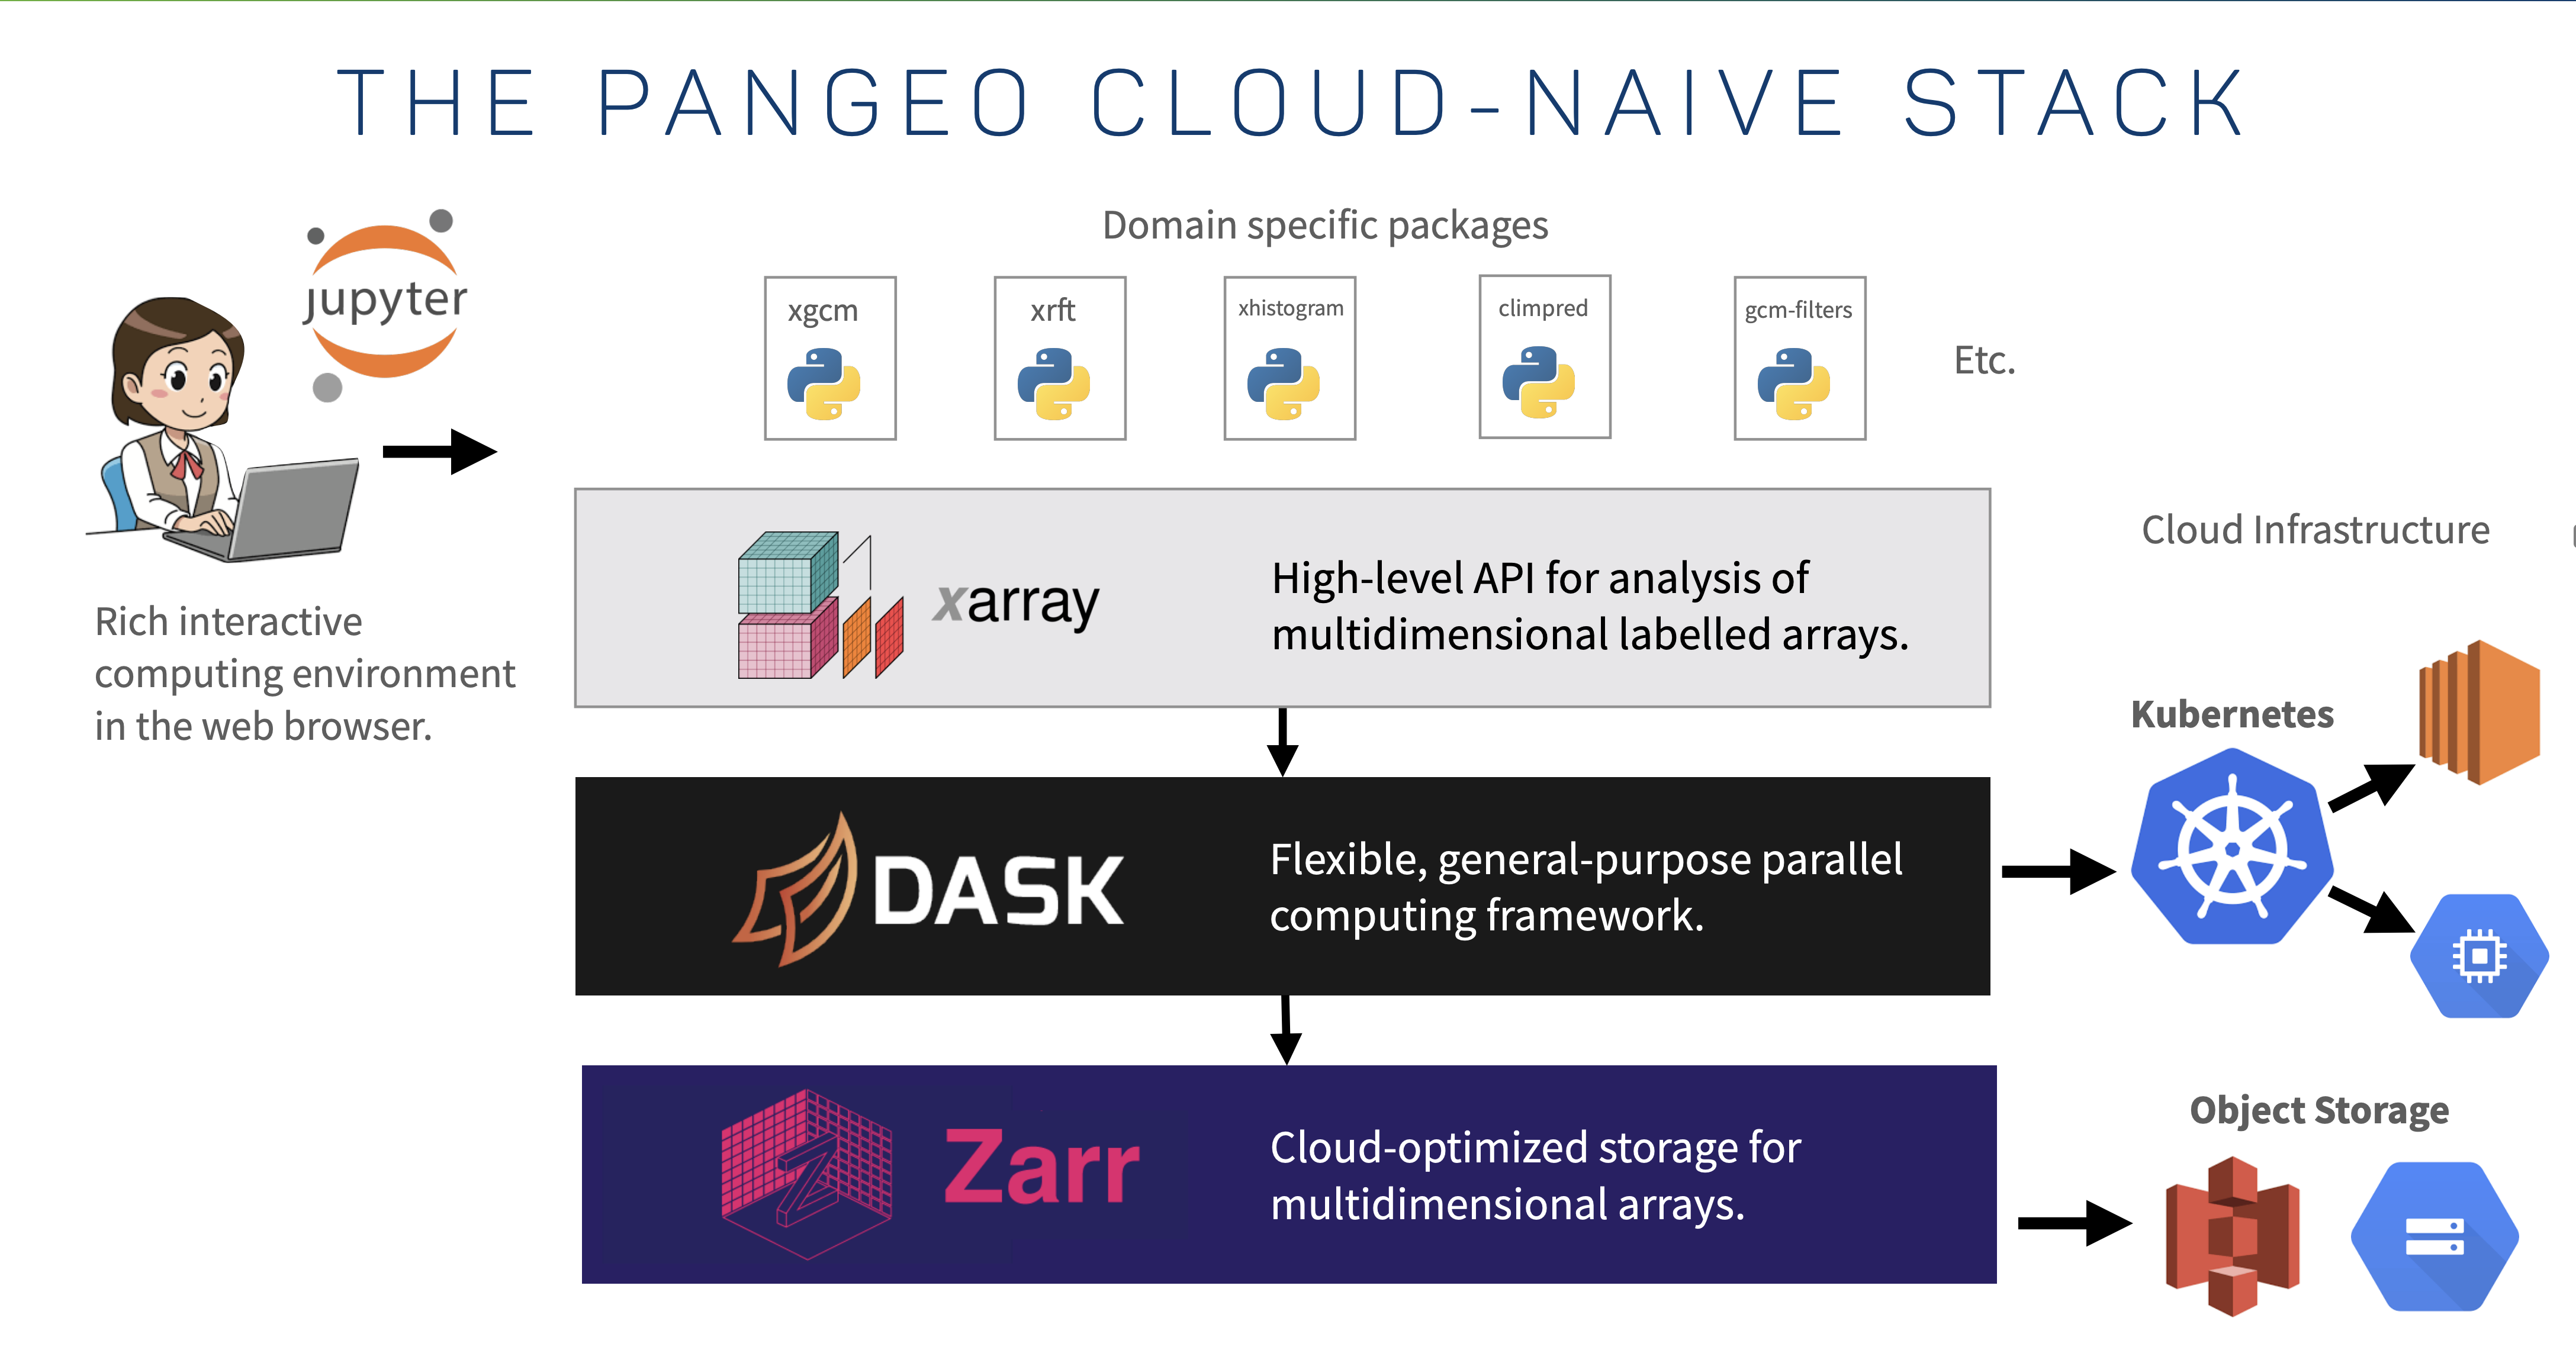 THE PANGEO CLOUD-NAIVE STACK
Domain specific packages
jupyter
xgcm
xrft
xhistogram
climpred
gcm-filters
Etc.
Rich interactive
computing environment
in the web browser.
xarray
High-level API for analysis of
multidimensional labelled arrays.
Cloud Infrastructure
Kubernetes
DASK
Flexible, general-purpose parallel
computing framework.
Zarr
Cloud-optimized storage for
multidimensional arrays.
Object Storage